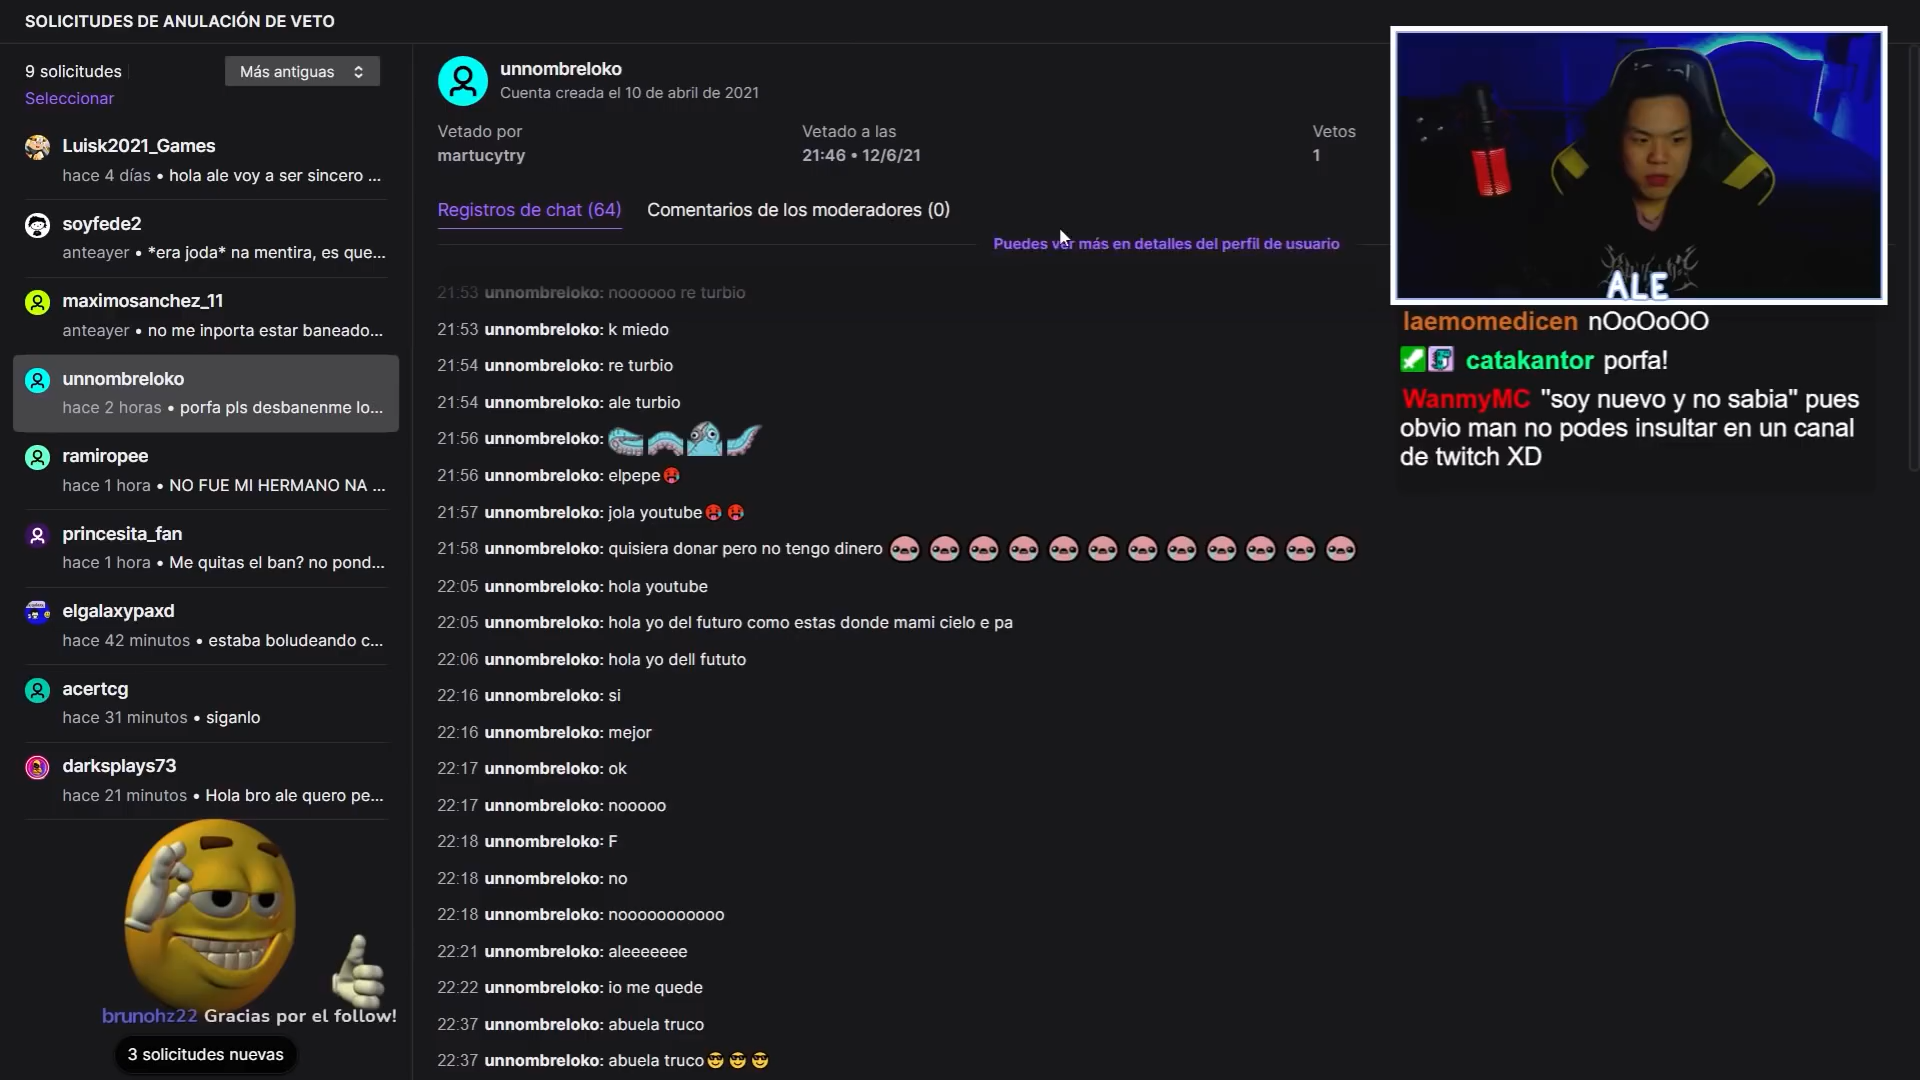 SOLICITUDES DE ANULACIÓN DE VETO
9 solicitudes
Más antiguas
Seleccionar
Luisk2021_Games
hace 4 días • hola ale voy a ser sincero ...
soyfede2
anteayer • *era joda* na mentira, es que...
maximosanchez_11
anteayer • no me inporta estar baneado...
unnombreloko
hace 2 horas • porfa pls desbanenme lo...
ramiropee
hace 1 hora • NO FUE MI HERMANO NA ...
princesita_fan
hace 1 hora • Me quitas el ban? no pond...
elgalaxypaxd
hace 42 minutos • estaba boludeando c...
acertcg
hace 31 minutos • siganlo
darksplays73
hace 21 minutos • Hola bro ale quero pe...
brunohz22 Gracias por el follow!
3 solicitudes nuevas
unnombreloko
Cuenta creada el 10 de abril de 2021
Vetado por
martucytry
Vetado a las
21:46 • 12/6/21
Vetos
1
Registros de chat (64)
Comentarios de los moderadores (0)
Puedes ver más en detalles del perfil de usuario
21:53 unnombreloko: noooooo re turbio
21:53 unnombreloko: k miedo
21:54 unnombreloko: re turbio
21:54 unnombreloko: ale turbio
21:56 unnombreloko:
21:56 unnombreloko: elpepe🥵
21:57 unnombreloko: jola youtube🥵 🥵
21:58 unnombreloko: quisiera donar pero no tengo dinero
22:05 unnombreloko: hola youtube
22:05 unnombreloko: hola yo del futuro como estas donde mami cielo e pa
22:06 unnombreloko: hola yo dell fututo
22:16 unnombreloko: si
22:16 unnombreloko: mejor
22:17 unnombreloko: ok
22:17 unnombreloko: nooooo
22:18 unnombreloko: F
22:18 unnombreloko: no
22:18 unnombreloko: nooooooooooo
22:21 unnombreloko: aleeeeeee
22:22 unnombreloko: io me quede
22:37 unnombreloko: abuela truco
22:37 unnombreloko: abuela truco😎 😎 😎
ALE
laemomedicen nOoOoOO
catakantor porfa!
WanmyMC "soy nuevo y no sabia" pues
obvio man no podes insultar en un canal
de twitch XD